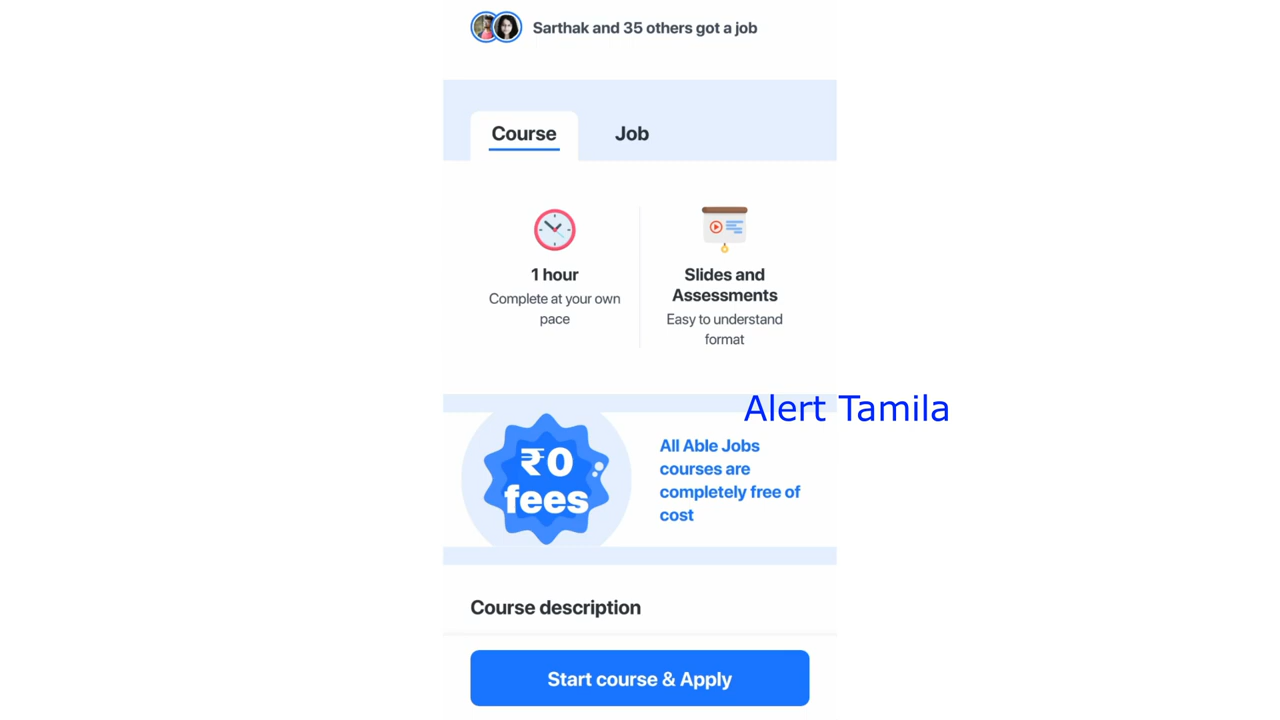 Sarthak and 35 others got a job
Course
Job
1 hour
Complete at your own
pace
Slides and
Assessments
Easy to understand
format
Alert Tamila
₹0
fees
All Able Jobs
courses are
completely free of
cost
Course description
Start course & Apply